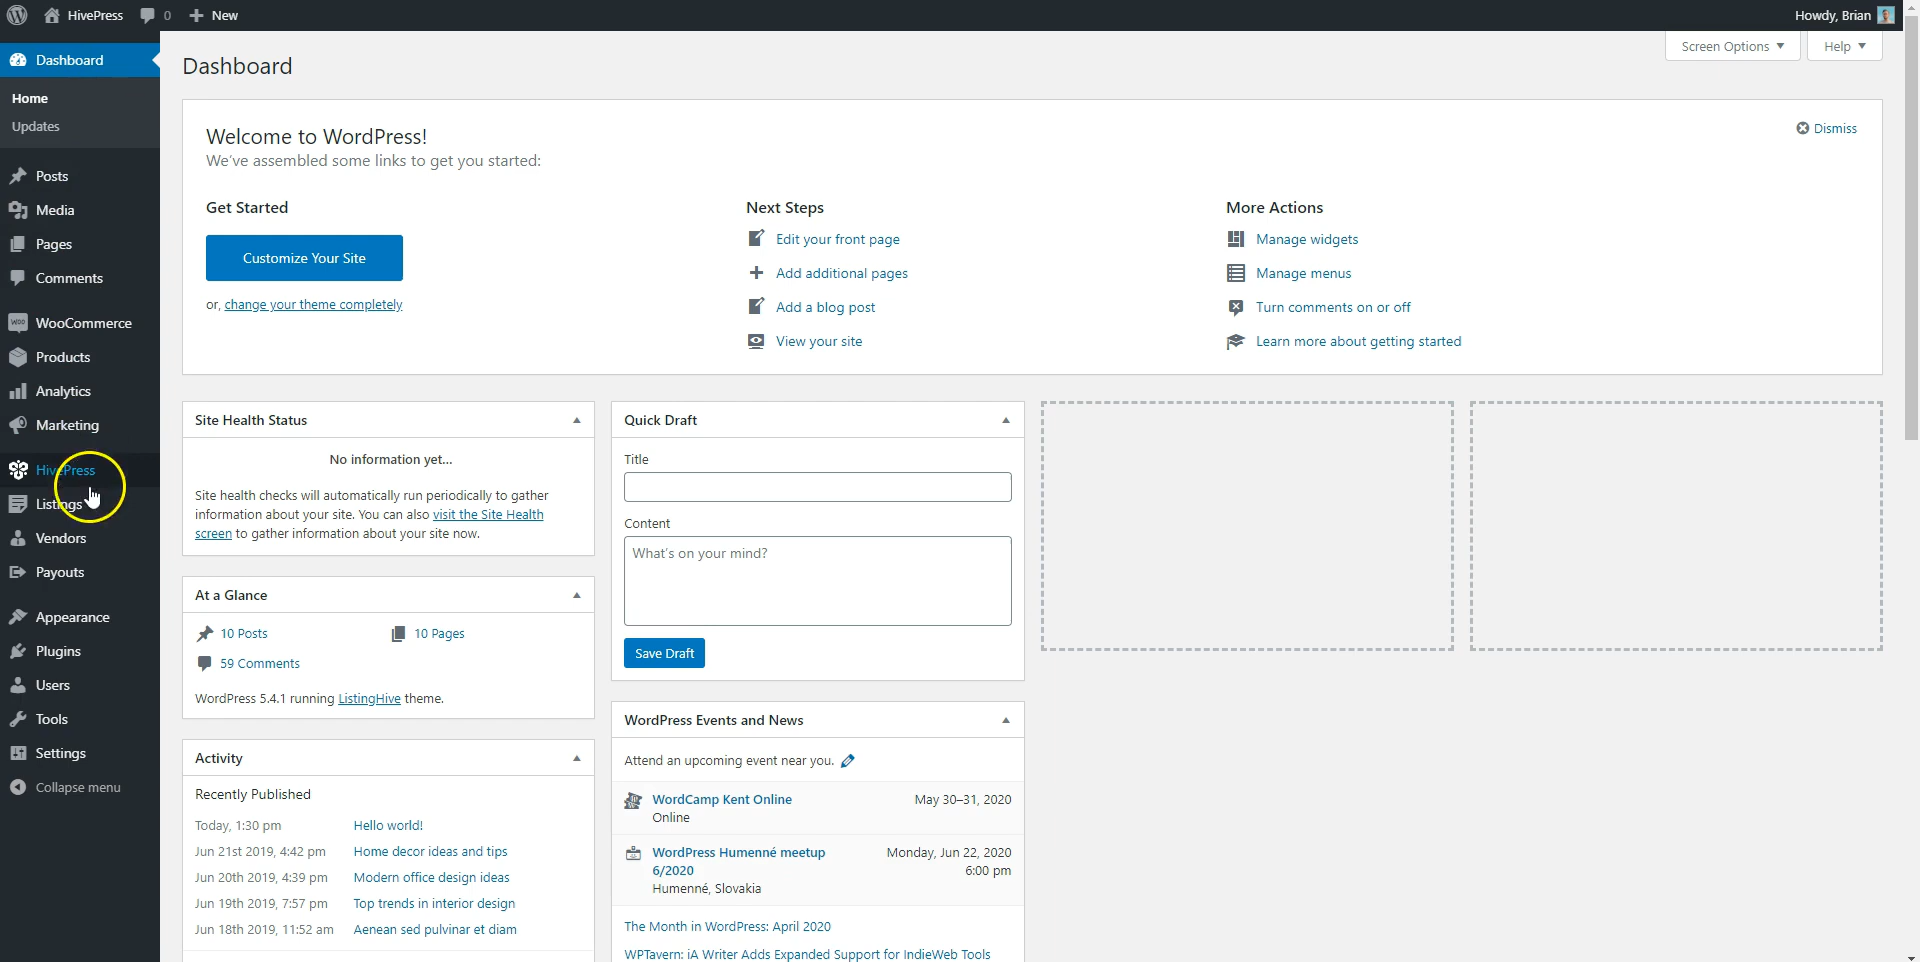 HivePress 0 New Howdy, Brian
Screen Options Help
Dashboard
Home
Updates
Posts
Media
Pages
Comments
WooCommerce
Products
Analytics
Marketing
HivePress
Listings
Vendors
Payouts
Appearance
Plugins
Users
Tools
Settings
Collapse menu
Dashboard
Welcome to WordPress!
Dismiss
We've assembled some links to get you started:
Get Started
Customize Your Site
or, change your theme completely
Next Steps
Edit your front page
Add additional pages
Add a blog post
View your site
More Actions
Manage widgets
Manage menus
Turn comments on or off
Learn more about getting started
Site Health Status
No information yet...
Site health checks will automatically run periodically to gather
information about your site. You can also visit the Site Health
screen to gather information about your site now.
At a Glance
10 Posts 10 Pages
59 Comments
WordPress 5.4.1 running ListingHive theme.
Activity
Recently Published
Today, 1:30 pm Hello world!
Jun 21st 2019, 4:42 pm Home decor ideas and tips
Jun 20th 2019, 4:39 pm Modern office design ideas
Jun 19th 2019, 7:57 pm Top trends in interior design
Jun 18th 2019, 11:52 am Aenean sed pulvinar et diam
Quick Draft
Title
Content
What's on your mind?
Save Draft
WordPress Events and News
Attend an upcoming event near you.
WordCamp Kent Online May 30–31, 2020
Online
WordPress Humenné meetup Monday, Jun 22, 2020
6/2020 6:00 pm
Humenné, Slovakia
The Month in WordPress: April 2020
WPTavern: iA Writer Adds Expanded Support for IndieWeb Tools